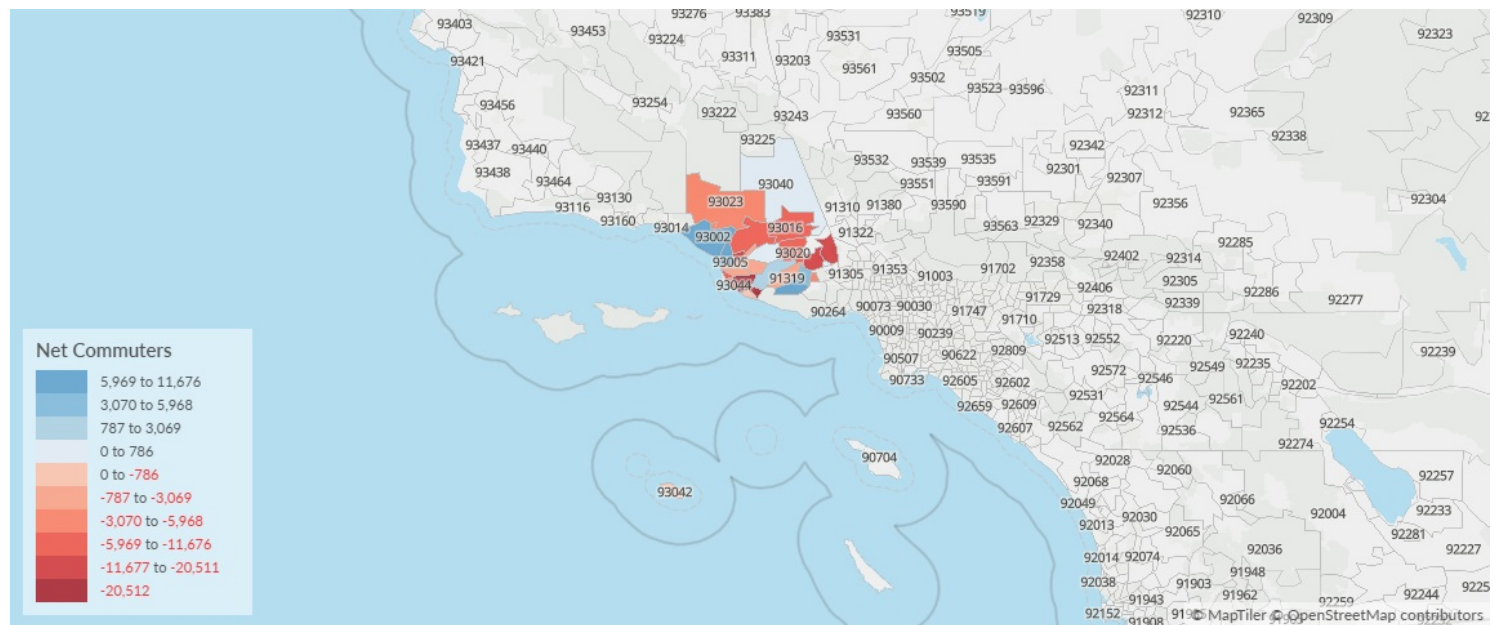 93276 93383 93519 92310 92309
93403 93453 93224 93531 92323
93421 93311 93203 93561 93505
93502
93456 93254 93222 93243 93523 93596 92311
93560 92312 92365
93437 93440 93225 92342 92338
93438 93464 93532 93539 93535 92301 92307
93116 93130 93160 93023 93040 93551 93591 92304
93014 93002 93016 91310 91380 93590 92356
93563 92329 92340
93005 93020 91322 92285
93044 91319 91305 91353 91003 91702 92358 92402 92314
92406 92305 92286 92277
90264 90073 90030 91747 91729 92318 92339
90009 90239 91710 92513 92552 92220 92240
90507 90622 92809 92549 92235 92239
90733 92605 92602 92572 92546 92202
92659 92609 92531 92544 92561
92607 92562 92564 92536 92254
90704 92274
92028 92060 92257
93042 92068 92066
92049 92004 92233
92013 92030 92065 92281
92014 92074 92036 92227
92038 91903 91948
92152 91943 91962 92259 92244
91908
Net Commuters
5,969 to 11,676
3,070 to 5,968
787 to 3,069
0 to 786
0 to -786
-787 to -3,069
-3,070 to -5,968
-5,969 to -11,676
-11,677 to -20,511
-20,512
© MapTiler © OpenStreetMap contributors